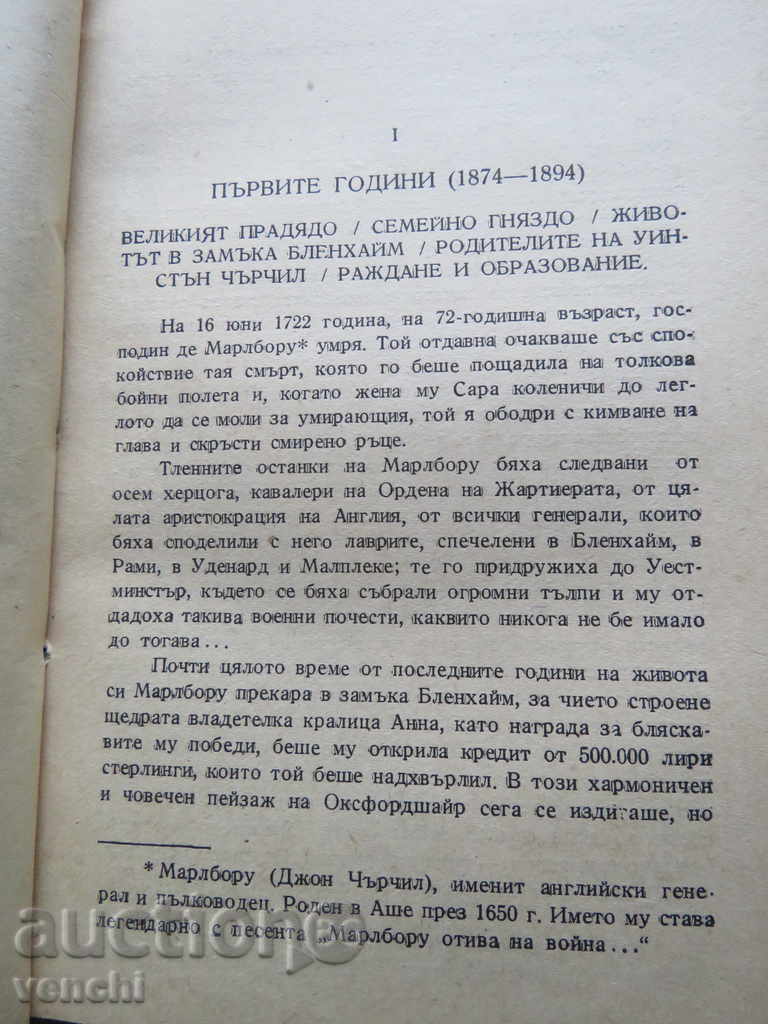 I
ПЪРВИТЕ ГОДИНИ (1874—1894)
ВЕЛИКИЯТ ПРАДЯДО / СЕМЕЙНО ГНЯЗДО / ЖИВО-
ТЪТ В ЗАМЪКА БЛЕНХАЙМ / РОДИТЕЛИТЕ НА УИН-
СТЪН ЧЪРЧИЛ / РАЖДАНЕ И ОБРАЗОВАНИЕ.
На 16 юни 1722 година, на 72-годишна възраст, гос-
подин де Марлбору* умря. Той отдавна очакваше със спо-
койствие тая смърт, която го беше пощадила на толкова
бойни полета и, когато жена му Сара коленичи до лег-
лото да се моли за умирающия, той я ободри с кимване на
глава и скръсти смирено ръце.
Тленните останки на Марлбору бяха следвани от
осем херцога, кавалери на Ордена на Жартиерата, от ця-
лата аристокрация на Англия, от всички генерали, които
бяха споделили с него лаврите, спечелени в Бленхайм, в
Рами, в Уденард и Малплеке; те го придружиха до Уест-
минстър, където се бяха събрали огромни тълпи и му от-
дадоха такива военни почести, каквито никога не бе имало
до тогава...
Почти цялото време от последните години на живота
си Марлбору прекара в замъка Бленхайм, за чието строене
щедрата владетелка кралица Анна, като награда за бляска-
вите му победи, беше му открила кредит от 500.000 лири
стерлинги, които той беше надхвърлил. В този хармоничен
и човечен пейзаж на Оксфордшайр сега се издигаше, но
* Марлбору (Джон Чърчил), именит английски гене-
рал и пълководец. Роден в Аше през 1650 г. Името му става
легендарно с песента „Марлбору отива на война...“
auctions
venchi